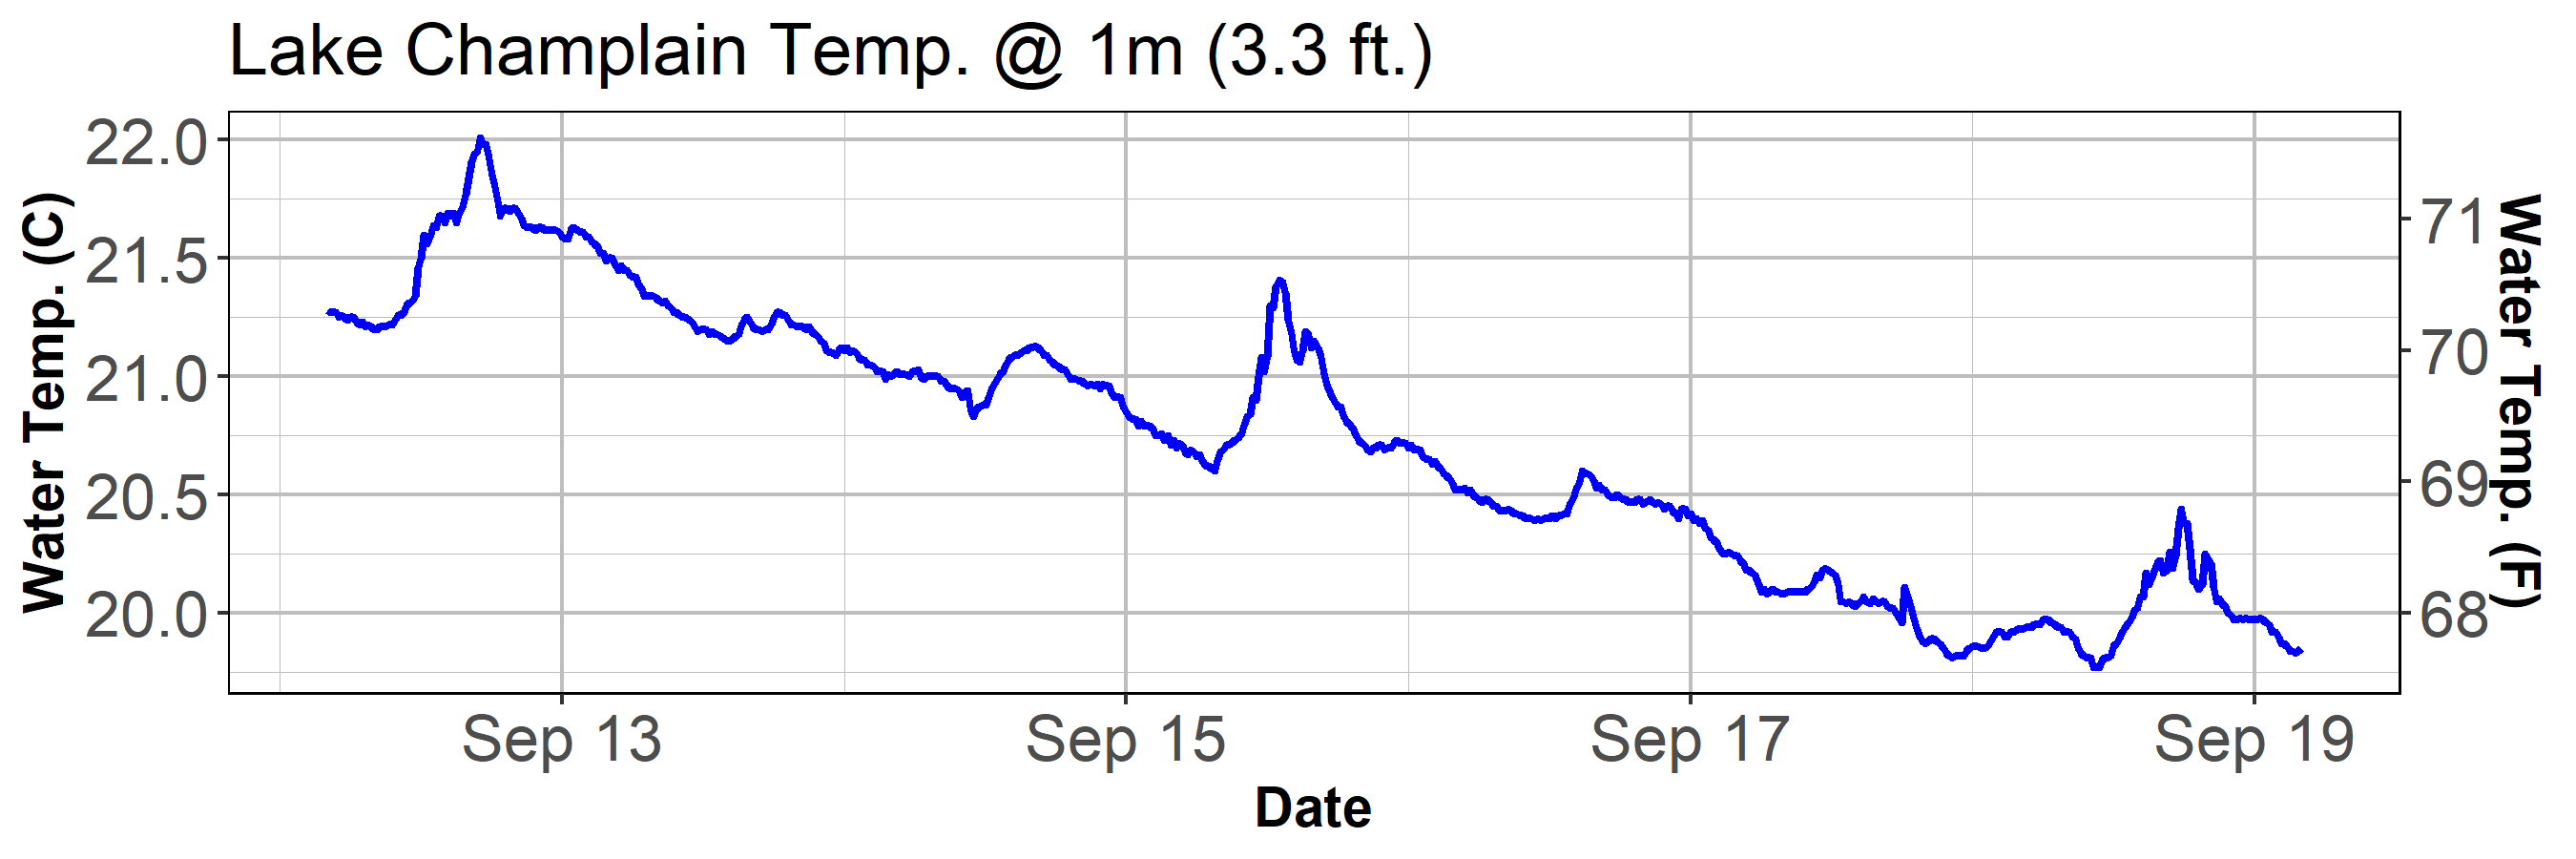 Lake Champlain Temp. @ 1m (3.3 ft.)
Water Temp. (C)
22.0
21.5
21.0
20.5
20.0
71
70
69
68
Water Temp. (F)
Sep 13
Sep 15
Sep 17
Sep 19
Date